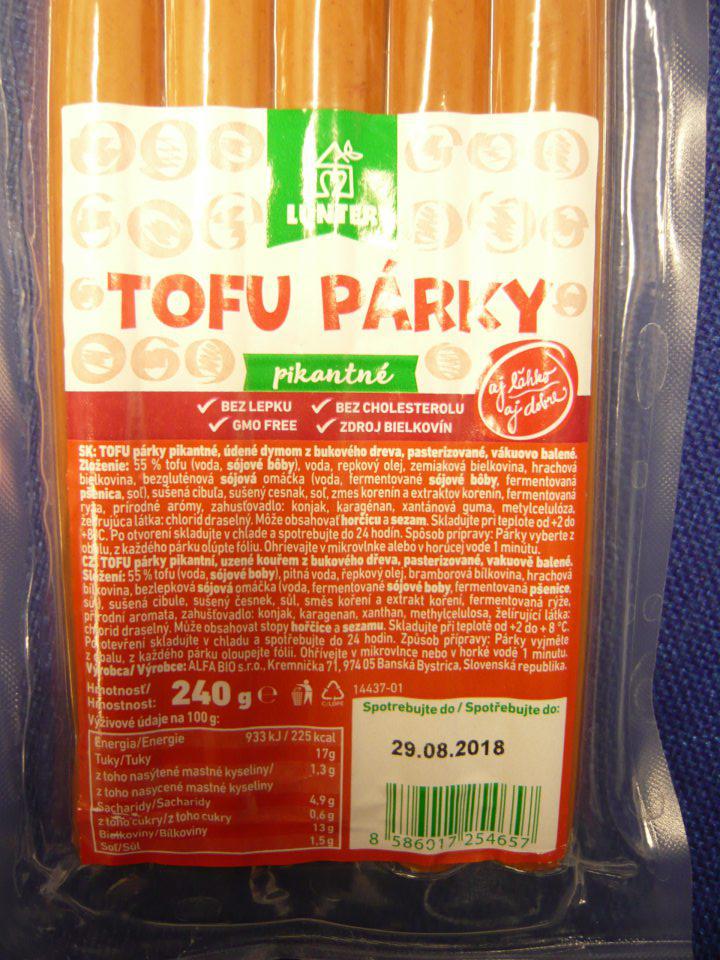 LUNTER
TOFU PÁRKY
pikantné
aj ľahko
aj dobre
✓ BEZ LEPKU ✓ BEZ CHOLESTEROLU
✓ GMO FREE ✓ ZDROJ BIELKOVÍN
SK: TOFU párky pikantné, údené dymom z bukového dreva, pasterizované, vákuovo balené.
Zloženie: 55 % tofu (voda, sójové bôby), voda, repkový olej, zemiaková bielkovina, hrachová
bielkovina, bezgluténová sójová omáčka (voda, fermentované sójové bôby, fermentovaná
pšenica, soľ), sušená cibuľa, sušený cesnak, soľ, zmes korenín a extraktov korenín, fermentovaná
ryža, prírodné arómy, zahusťovadlo: konjak, karagénan, xantánová guma, metylcelulóza,
želírujúca látka: chlorid draselný. Môže obsahovať horčicu a sezam. Skladujte pri teplote od +2 do
+8°C. Po otvorení skladujte v chlade a spotrebujte do 24 hodín. Spôsob prípravy: Párky vyberte z
obalu, z každého párku olúpte fóliu. Ohrievajte v mikrovlnke alebo v horúcej vode 1 minútu.
CZ: TOFU párky pikantní, uzené kouřem z bukového dřeva, pasterizované, vakuově balené.
Složení: 55 % tofu (voda, sójové boby), pitná voda, řepkový olej, bramborová bílkovina, hrachová
bílkovina, bezlepková sójová omáčka (voda, fermentované sójové boby, fermentovaná pšenice,
sůl), sušená cibule, sušený česnek, sůl, směs koření a extrakt koření, fermentovaná rýže,
přírodní aromata, zahušťovadlo: konjak, karagenan, xanthan, methylcelulosa, želírující látka:
chlorid draselný. Může obsahovat stopy hořčice a sezamu. Skladujte při teplotě od +2 do + 8 °C.
Po otevření skladujte v chladu a spotřebujte do 24 hodin. Způsob přípravy: Párky vyjměte
z obalu, z každého párku oloupejte fólii. Ohřívejte v mikrovlnce nebo v horké vodě 1 minutu.
Výrobca/ Výrobce: ALFA BIO s.r.o., Kremnička 71, 974 05 Banská Bystrica, Slovenská republika.
Hmotnosť/
Hmostnost: 240 g ℮ C/LDPE 14437-01
Výživové údaje na 100 g:
Energia/Energie 933 kJ / 225 kcal
Tuky/Tuky 17g
z toho nasýtené mastné kyseliny/ 1,3 g
z toho nasycené mastné kyseliny
Sacharidy/Sacharidy 4,9 g
z toho cukry/z toho cukry 0,6 g
Bielkoviny/Bílkoviny 13 g
Soľ/Sůl 1,5 g
Spotrebujte do / Spotřebujte do:
29.08.2018
8 586017 254657